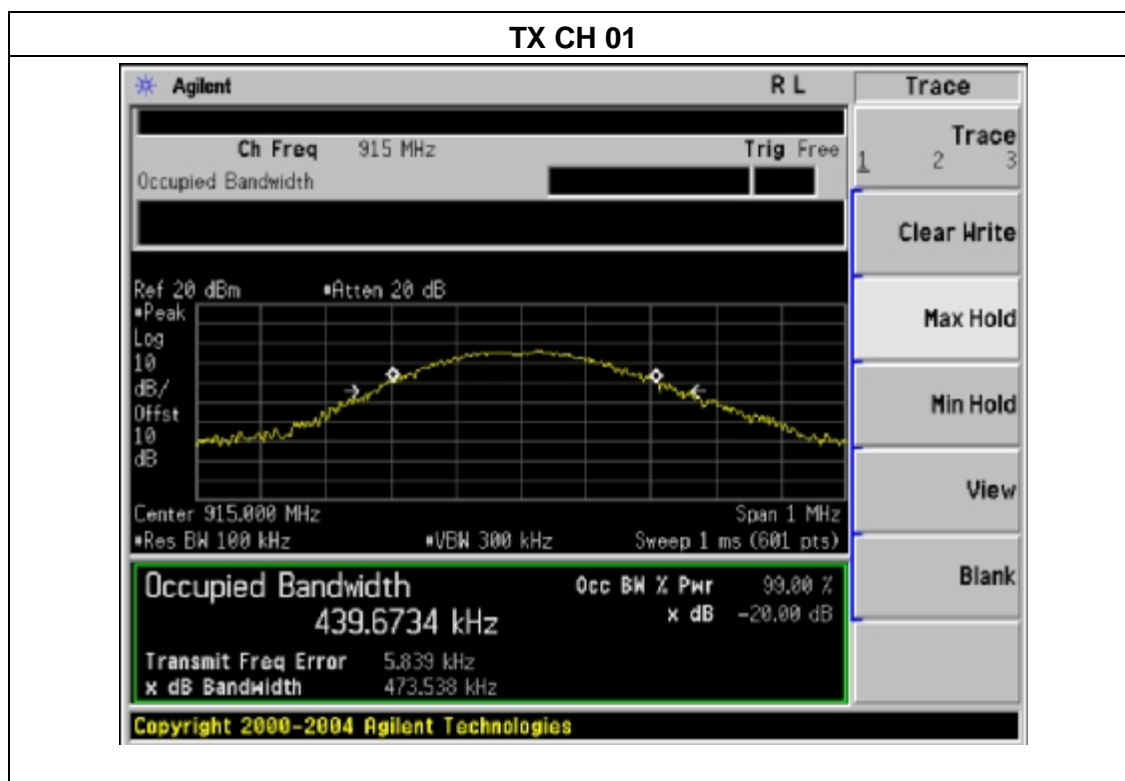 TX CH 01
Agilent R L Trace
Ch Freq 915 MHz Trig Free
Trace
1 2 3
Occupied Bandwidth
Clear Write
Ref 20 dBm #Atten 20 dB
#Peak
Log
10
dB/
Offst
10
dB
Max Hold
Min Hold
View
Center 915.000 MHz Span 1 MHz
#Res BW 100 kHz #VBW 300 kHz Sweep 1 ms (601 pts)
Occupied Bandwidth Occ BW % Pwr 99.00 %
439.6734 kHz x dB -20.00 dB
Blank
Transmit Freq Error 5.839 kHz
x dB Bandwidth 473.538 kHz
Copyright 2000-2004 Agilent Technologies